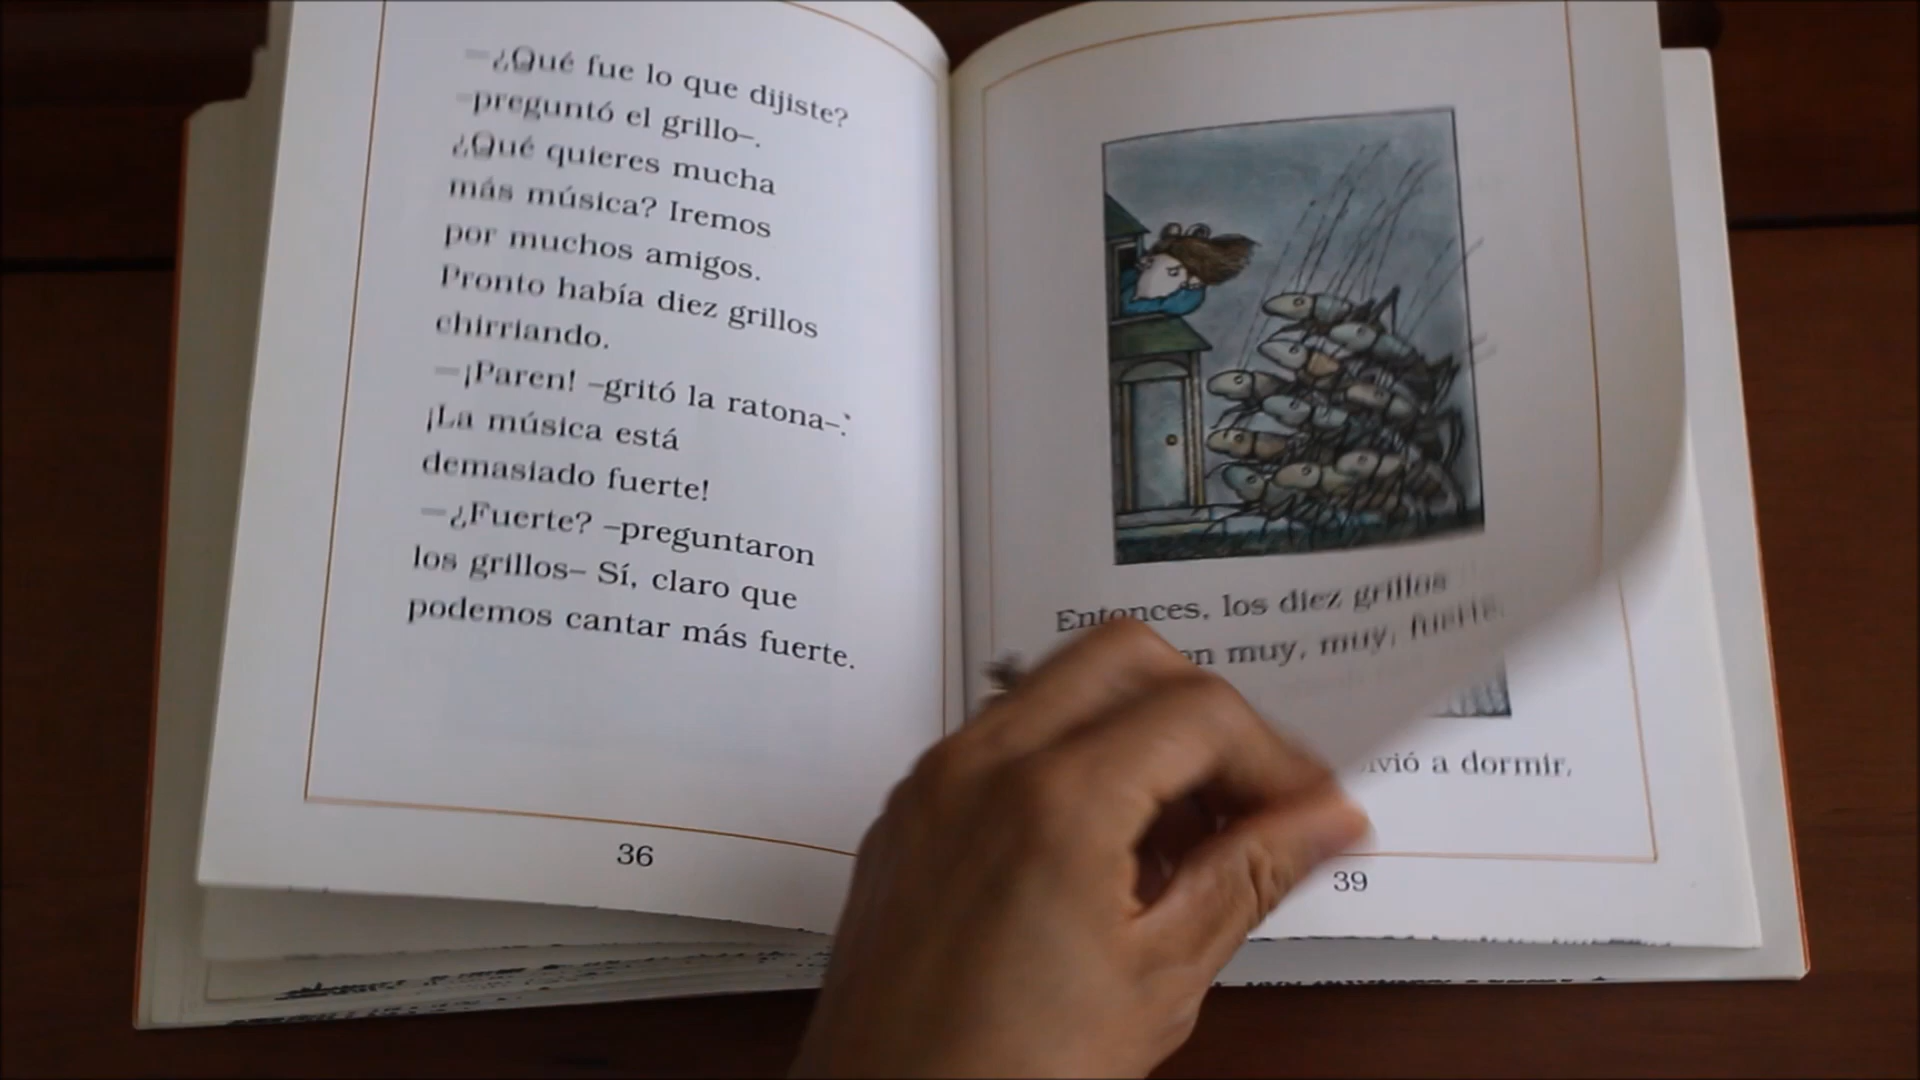 —¿Qué fue lo que dijiste?
–preguntó el grillo–.
¿Qué quieres mucha
más música? Iremos
por muchos amigos.
Pronto había diez grillos
chirriando.
—¡Paren! –gritó la ratona–.
¡La música está
demasiado fuerte!
—¿Fuerte? –preguntaron
los grillos– Sí, claro que
podemos cantar más fuerte.
36
Entonces, los diez grillos
muy, muy, fuerte.
a dormir.
39